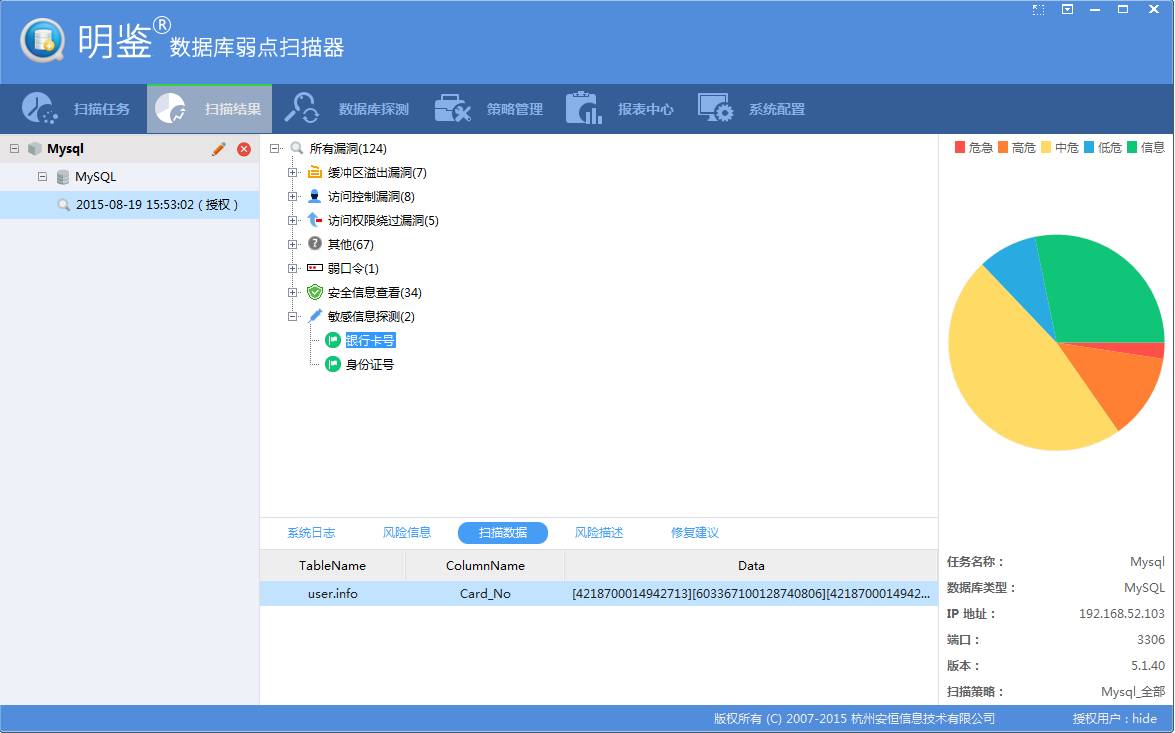 明鉴® 数据库弱点扫描器
扫描任务 扫描结果 数据库探测 策略管理 报表中心 系统配置
Mysql
MySQL
2015-08-19 15:53:02 ( 授权 )
所有漏洞(124)
缓冲区溢出漏洞(7)
访问控制漏洞(8)
访问权限绕过漏洞(5)
其他(67)
弱口令(1)
安全信息查看(34)
敏感信息探测(2)
银行卡号
身份证号
危急 高危 中危 低危 信息
系统日志 风险信息 扫描数据 风险描述 修复建议
TableName ColumnName Data
user.info Card_No [4218700014942713][603367100128740806][4218700014942...
任务名称： Mysql
数据库类型： MySQL
IP 地址： 192.168.52.103
端口： 3306
版本： 5.1.40
扫描策略： Mysql_全部
版权所有 (C) 2007-2015 杭州安恒信息技术有限公司 授权用户：hide